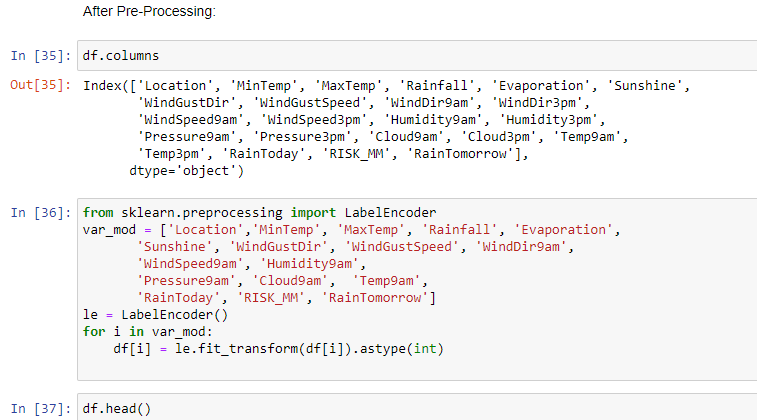 After Pre-Processing:
In [35]: df.columns
Out[35]: Index(['Location', 'MinTemp', 'MaxTemp', 'Rainfall', 'Evaporation', 'Sunshine',
'WindGustDir', 'WindGustSpeed', 'WindDir9am', 'WindDir3pm',
'WindSpeed9am', 'WindSpeed3pm', 'Humidity9am', 'Humidity3pm',
'Pressure9am', 'Pressure3pm', 'Cloud9am', 'Cloud3pm', 'Temp9am',
'Temp3pm', 'RainToday', 'RISK_MM', 'RainTomorrow'],
dtype='object')
In [36]: from sklearn.preprocessing import LabelEncoder
var_mod = ['Location','MinTemp', 'MaxTemp', 'Rainfall', 'Evaporation',
'Sunshine', 'WindGustDir', 'WindGustSpeed', 'WindDir9am',
'WindSpeed9am', 'Humidity9am',
'Pressure9am', 'Cloud9am',  'Temp9am',
'RainToday', 'RISK_MM', 'RainTomorrow']
le = LabelEncoder()
for i in var_mod:
    df[i] = le.fit_transform(df[i]).astype(int)
In [37]: df.head()